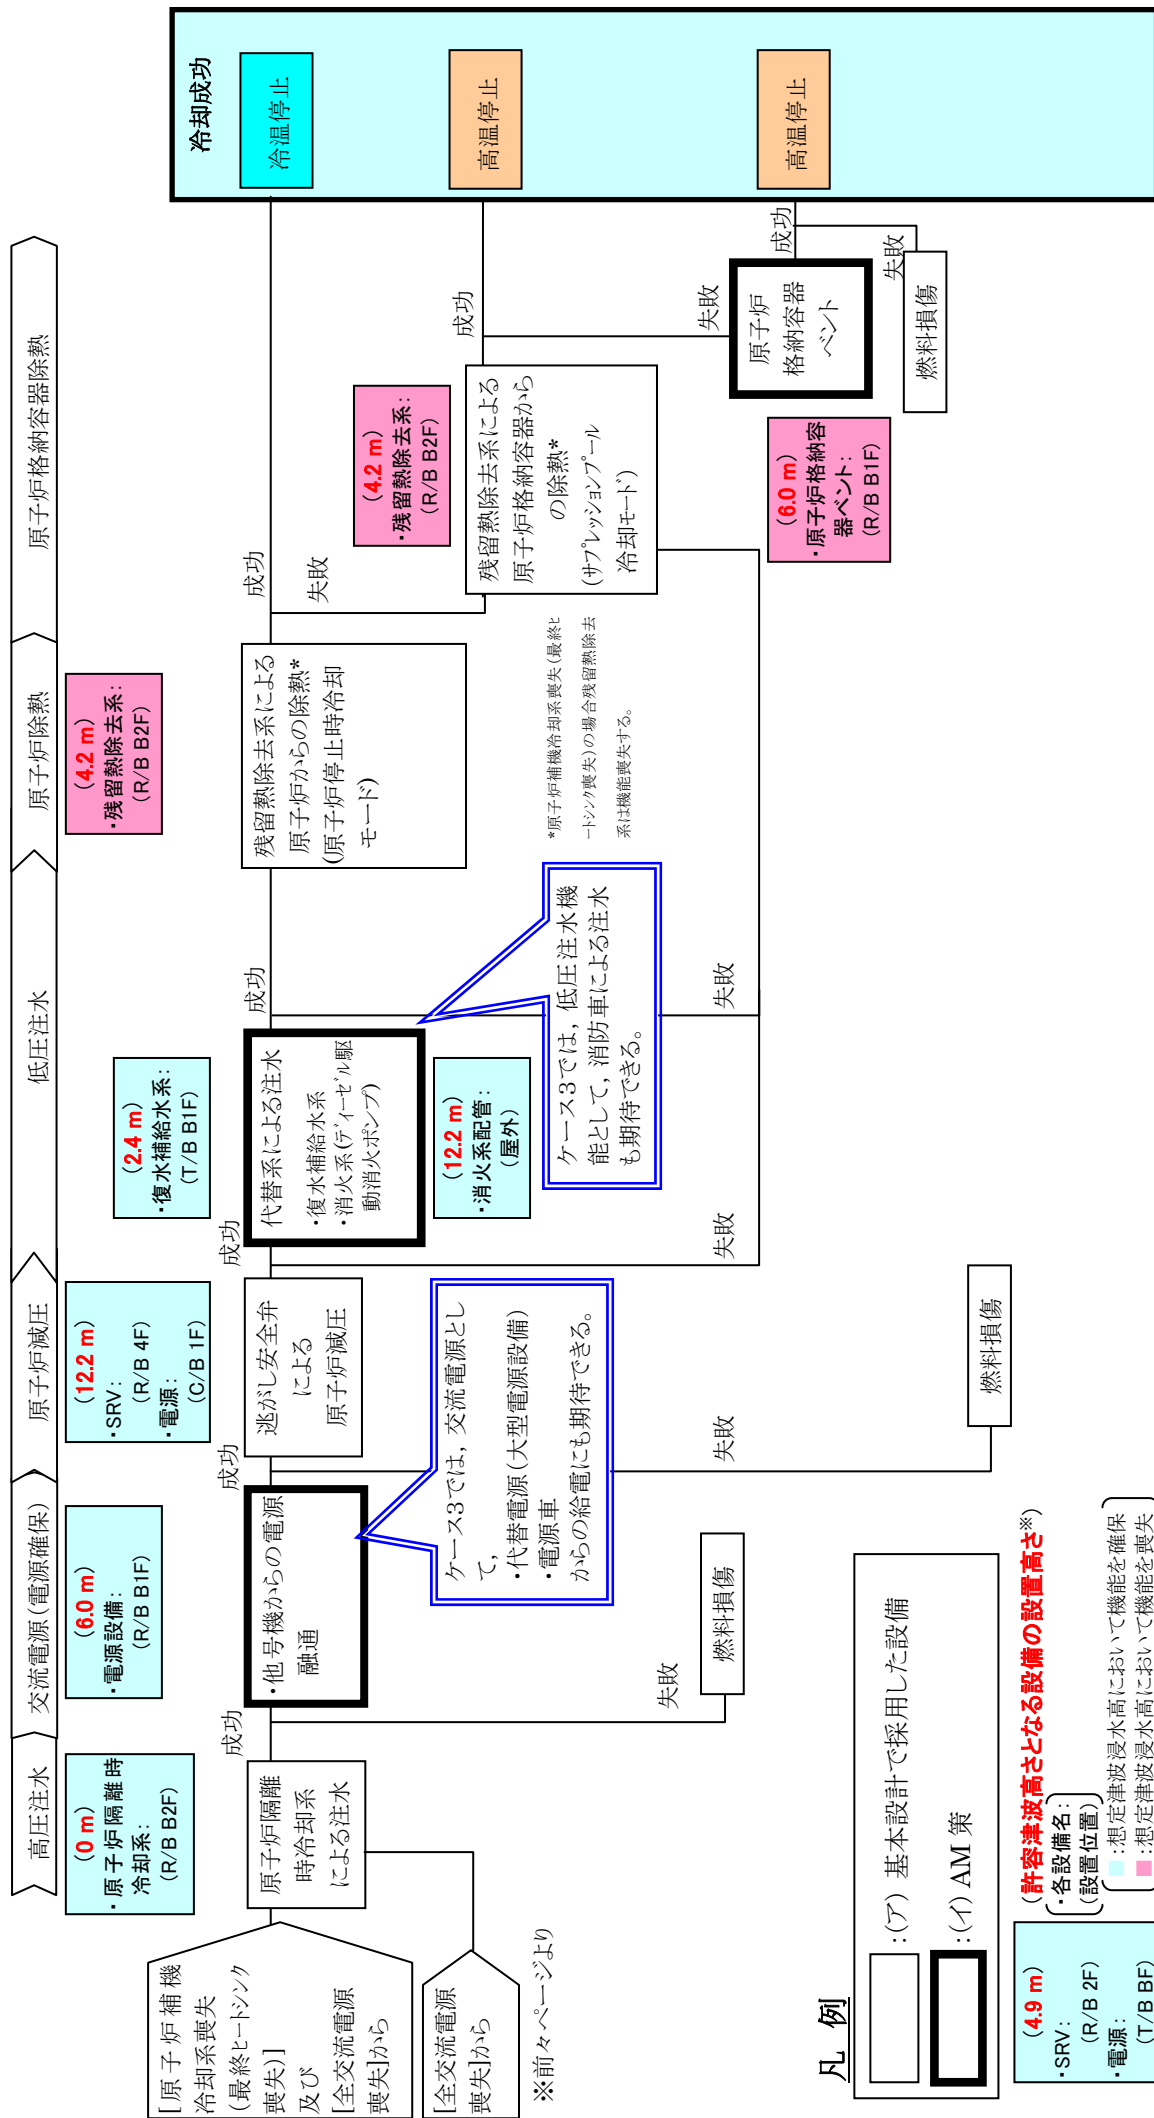 高圧注水
交流電源(電源確保)
原子炉減圧
低圧注水
原子炉除熱
原子炉格納容器除熱
(0 m)
・原子炉隔離時
冷却系:
(R/B B2F)
(6.0 m)
・電源設備:
(R/B B1F)
(12.2 m)
・SRV:
(R/B 4F)
・電源:
(C/B 1F)
(2.4 m)
・復水補給水系:
(T/B B1F)
(4.2 m)
・残留熱除去系:
(R/B B2F)
[原子炉補機
冷却系喪失
(最終ヒートシンク
喪失)]
及び
[全交流電源
喪失]から
[全交流電源
喪失]から
※前々ページより
原子炉隔離
時冷却系
による注水
成功
失敗
燃料損傷
・他号機からの電源
融通
成功
失敗
燃料損傷
ケース3では,交流電源とし
て,
・代替電源(大型電源設備)
・電源車
からの給電にも期待できる。
逃がし安全弁
による
原子炉減圧
成功
失敗
代替系による注水
・復水補給水系
・消火系(ディーゼル駆
動消火ポンプ)
(12.2 m)
・消火系配管:
(屋外)
成功
失敗
ケース3では,低圧注水機
能として,消防車による注水
も期待できる。
残留熱除去系による
原子炉からの除熱*
(原子炉停止時冷却
モード)
成功
失敗
*原子炉補機冷却系喪失(最終ヒ
ートシンク喪失)の場合残留熱除去
系は機能喪失する。
(4.2 m)
・残留熱除去系:
(R/B B2F)
残留熱除去系による
原子炉格納容器から
の除熱*
(サプレッションプール
冷却モード)
成功
失敗
原子炉
格納容器
ベント
(6.0 m)
・原子炉格納容
器ベント:
(R/B B1F)
成功
失敗
燃料損傷
冷却成功
冷温停止
高温停止
高温停止
凡 例
:(ア) 基本設計で採用した設備
:(イ) AM 策
(4.9 m)
・SRV:
(R/B 2F)
・電源:
(T/B BF)
(許容津波高さとなる設備の設置高さ※)
・各設備名:
(設置位置)
:想定津波浸水高において機能を確保
:想定津波浸水高において機能を喪失